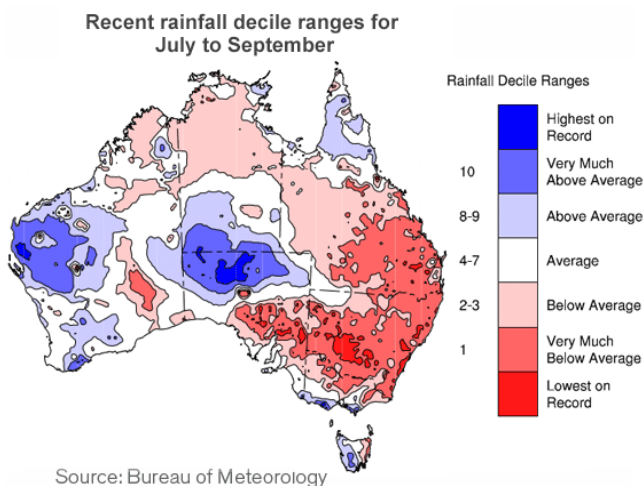 Recent rainfall decile ranges for
July to September
Rainfall Decile Ranges
Highest on
Record
10
Very Much
Above Average
8-9
Above Average
4-7
Average
2-3
Below Average
1
Very Much
Below Average
Lowest on
Record
Source: Bureau of Meteorology